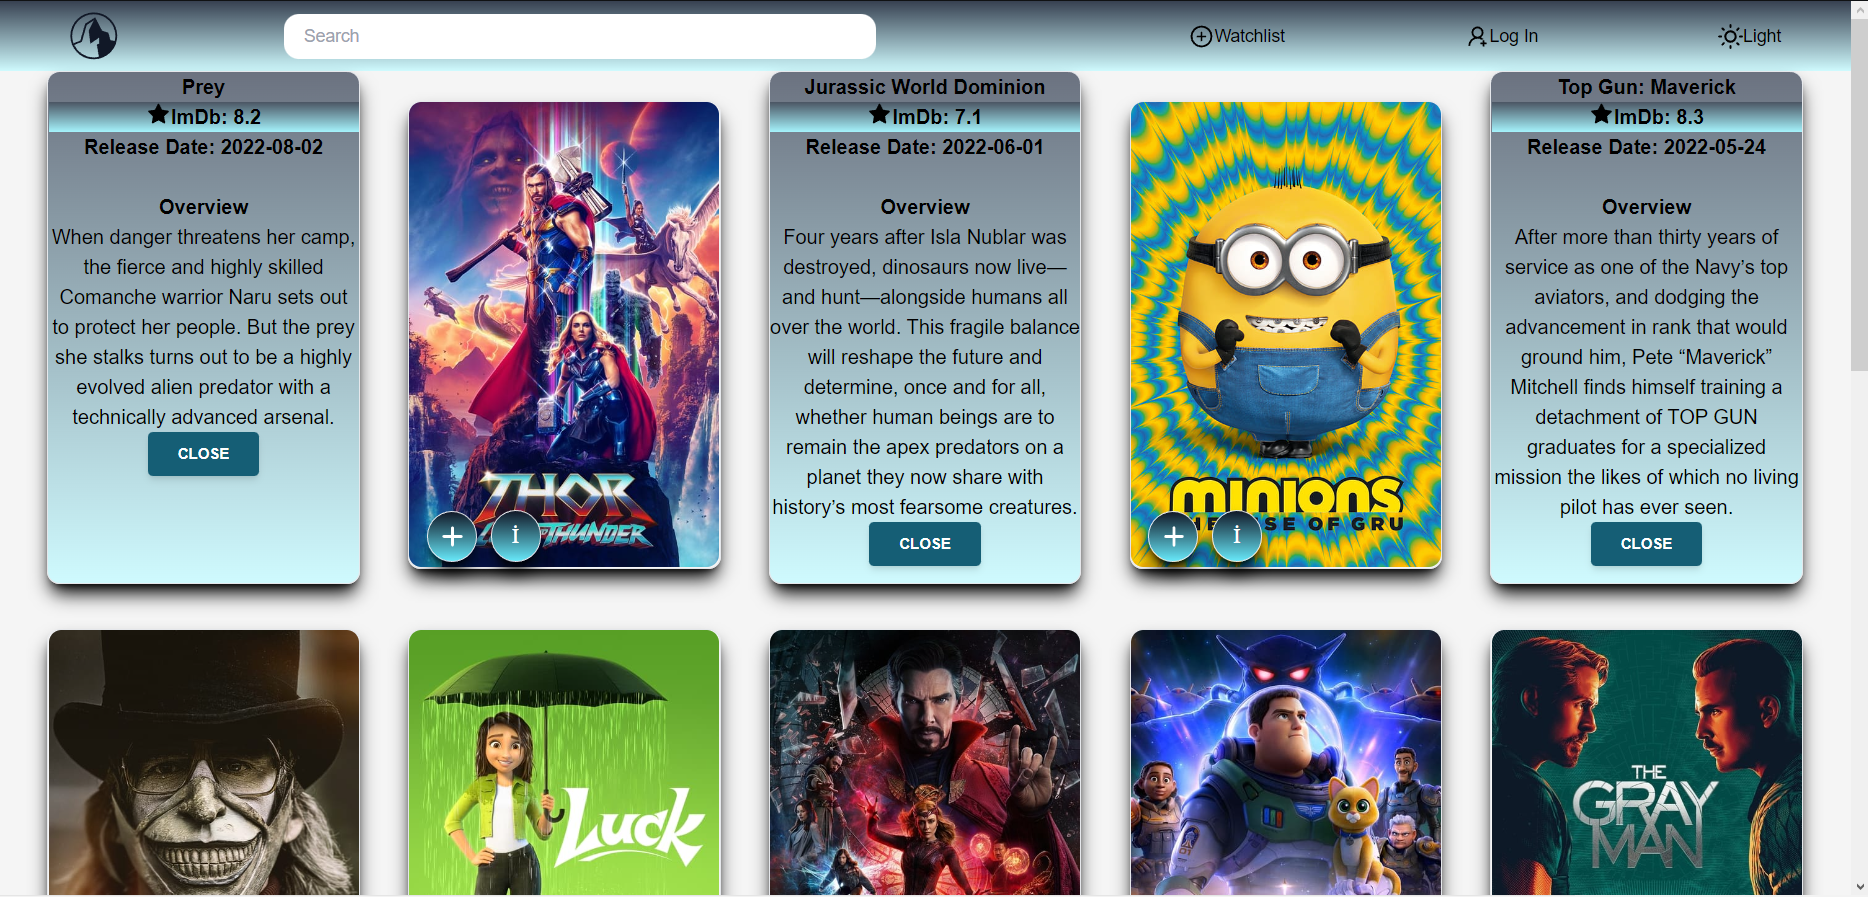 Search
Watchlist
Log In
Light
Prey
ImDb: 8.2
Release Date: 2022-08-02
Overview
When danger threatens her camp,
the fierce and highly skilled
Comanche warrior Naru sets out
to protect her people. But the prey
she stalks turns out to be a highly
evolved alien predator with a
technically advanced arsenal.
CLOSE
THOR
THUNDER
Jurassic World Dominion
ImDb: 7.1
Release Date: 2022-06-01
Overview
Four years after Isla Nublar was
destroyed, dinosaurs now live—
and hunt—alongside humans all
over the world. This fragile balance
will reshape the future and
determine, once and for all,
whether human beings are to
remain the apex predators on a
planet they now share with
history’s most fearsome creatures.
CLOSE
minions
OF GRU
Top Gun: Maverick
ImDb: 8.3
Release Date: 2022-05-24
Overview
After more than thirty years of
service as one of the Navy’s top
aviators, and dodging the
advancement in rank that would
ground him, Pete “Maverick”
Mitchell finds himself training a
detachment of TOP GUN
graduates for a specialized
mission the likes of which no living
pilot has ever seen.
CLOSE
Luck
THE
GRAY
MAN